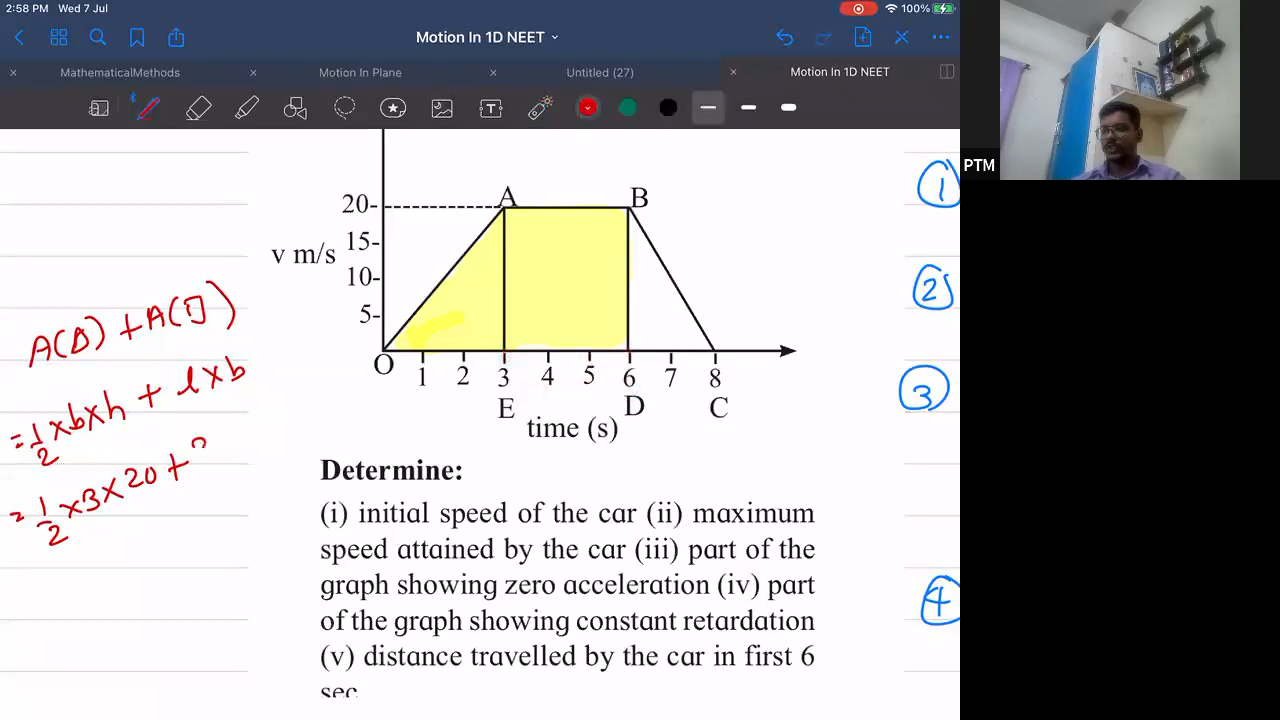 2:58 PM Wed 7 Jul
100%
Motion In 1D NEET
MathematicalMethods
Motion In Plane
Untitled (27)
Motion In 1D NEET
PTM
20-
15-
10-
5-
v m/s
A
B
O
1 2 3 4 5 6 7 8
E D C
time (s)
A(Δ) + A(▯)
= 1/2 × b × h + l × b
= 1/2 × 3 × 20 +
1
2
3
4
Determine:
(i) initial speed of the car (ii) maximum
speed attained by the car (iii) part of the
graph showing zero acceleration (iv) part
of the graph showing constant retardation
(v) distance travelled by the car in first 6
sec